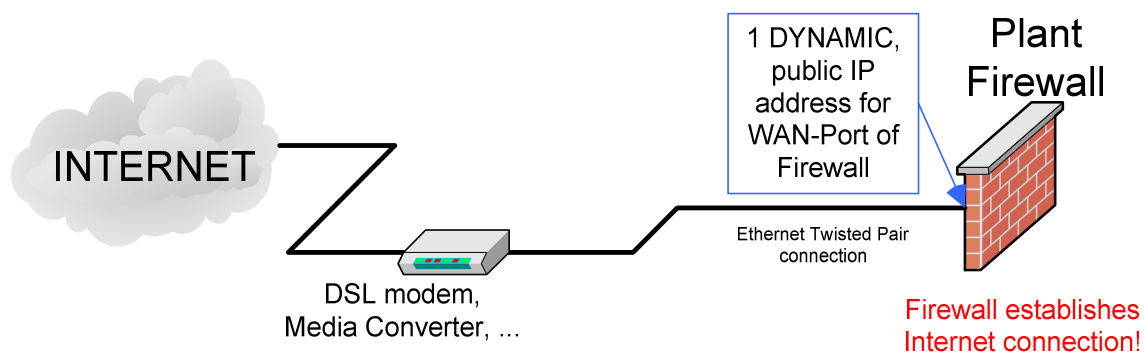 INTERNET
DSL modem,
Media Converter, ...
1 DYNAMIC,
public IP
address for
WAN-Port of
Firewall
Ethernet Twisted Pair
connection
Plant
Firewall
Firewall establishes
Internet connection!